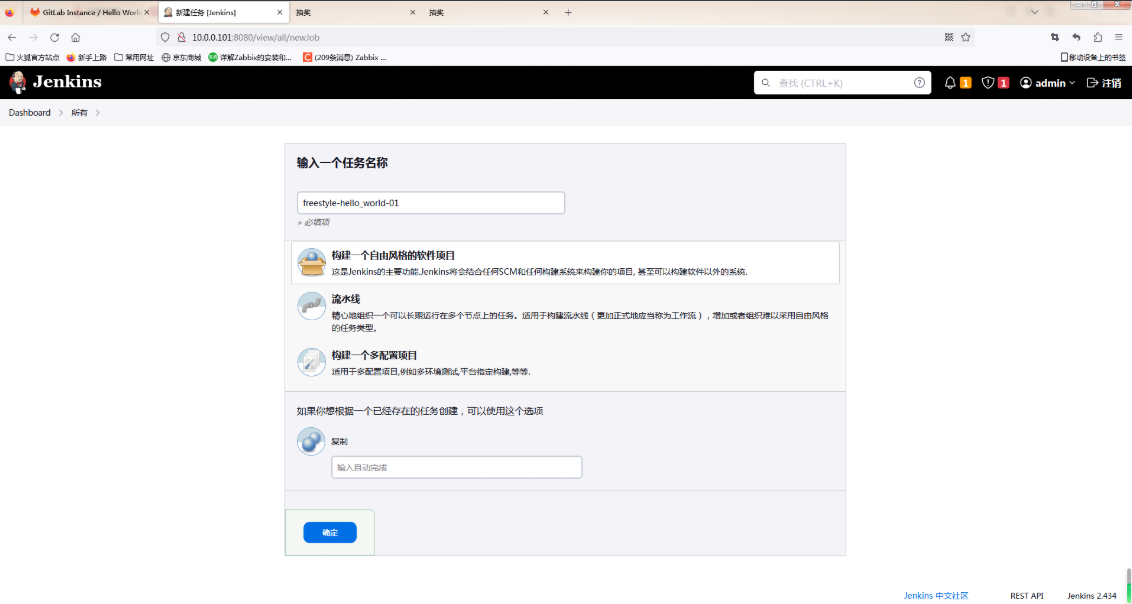 GitLab Instance / Hello World
新建任务 [Jenkins]
抽奖
抽奖
10.0.0.101:8080/view/all/newJob
火狐官方站点
新手上路
常用网址
京东商城
详解Zabbix的安装和...
(209条消息) Zabbix ...
移动设备上的书签
Jenkins
查找 (CTRL+K)
1
1
admin
注销
Dashboard
所有
输入一个任务名称
freestyle-hello_world-01
» 必填项
构建一个自由风格的软件项目
这是Jenkins的主要功能.Jenkins将会结合任何SCM和任何构建系统来构建你的项目, 甚至可以构建软件以外的系统.
流水线
精心地组织一个可以长期运行在多个节点上的任务。适用于构建流水线（更加正式地应当称为工作流），增加或者组织难以采用自由风格
的任务类型。
构建一个多配置项目
适用于多配置项目,例如多环境测试,平台指定构建,等等.
如果你想根据一个已经存在的任务创建，可以使用这个选项
复制
输入自动完成
确定
Jenkins 中文社区
REST API
Jenkins 2.434